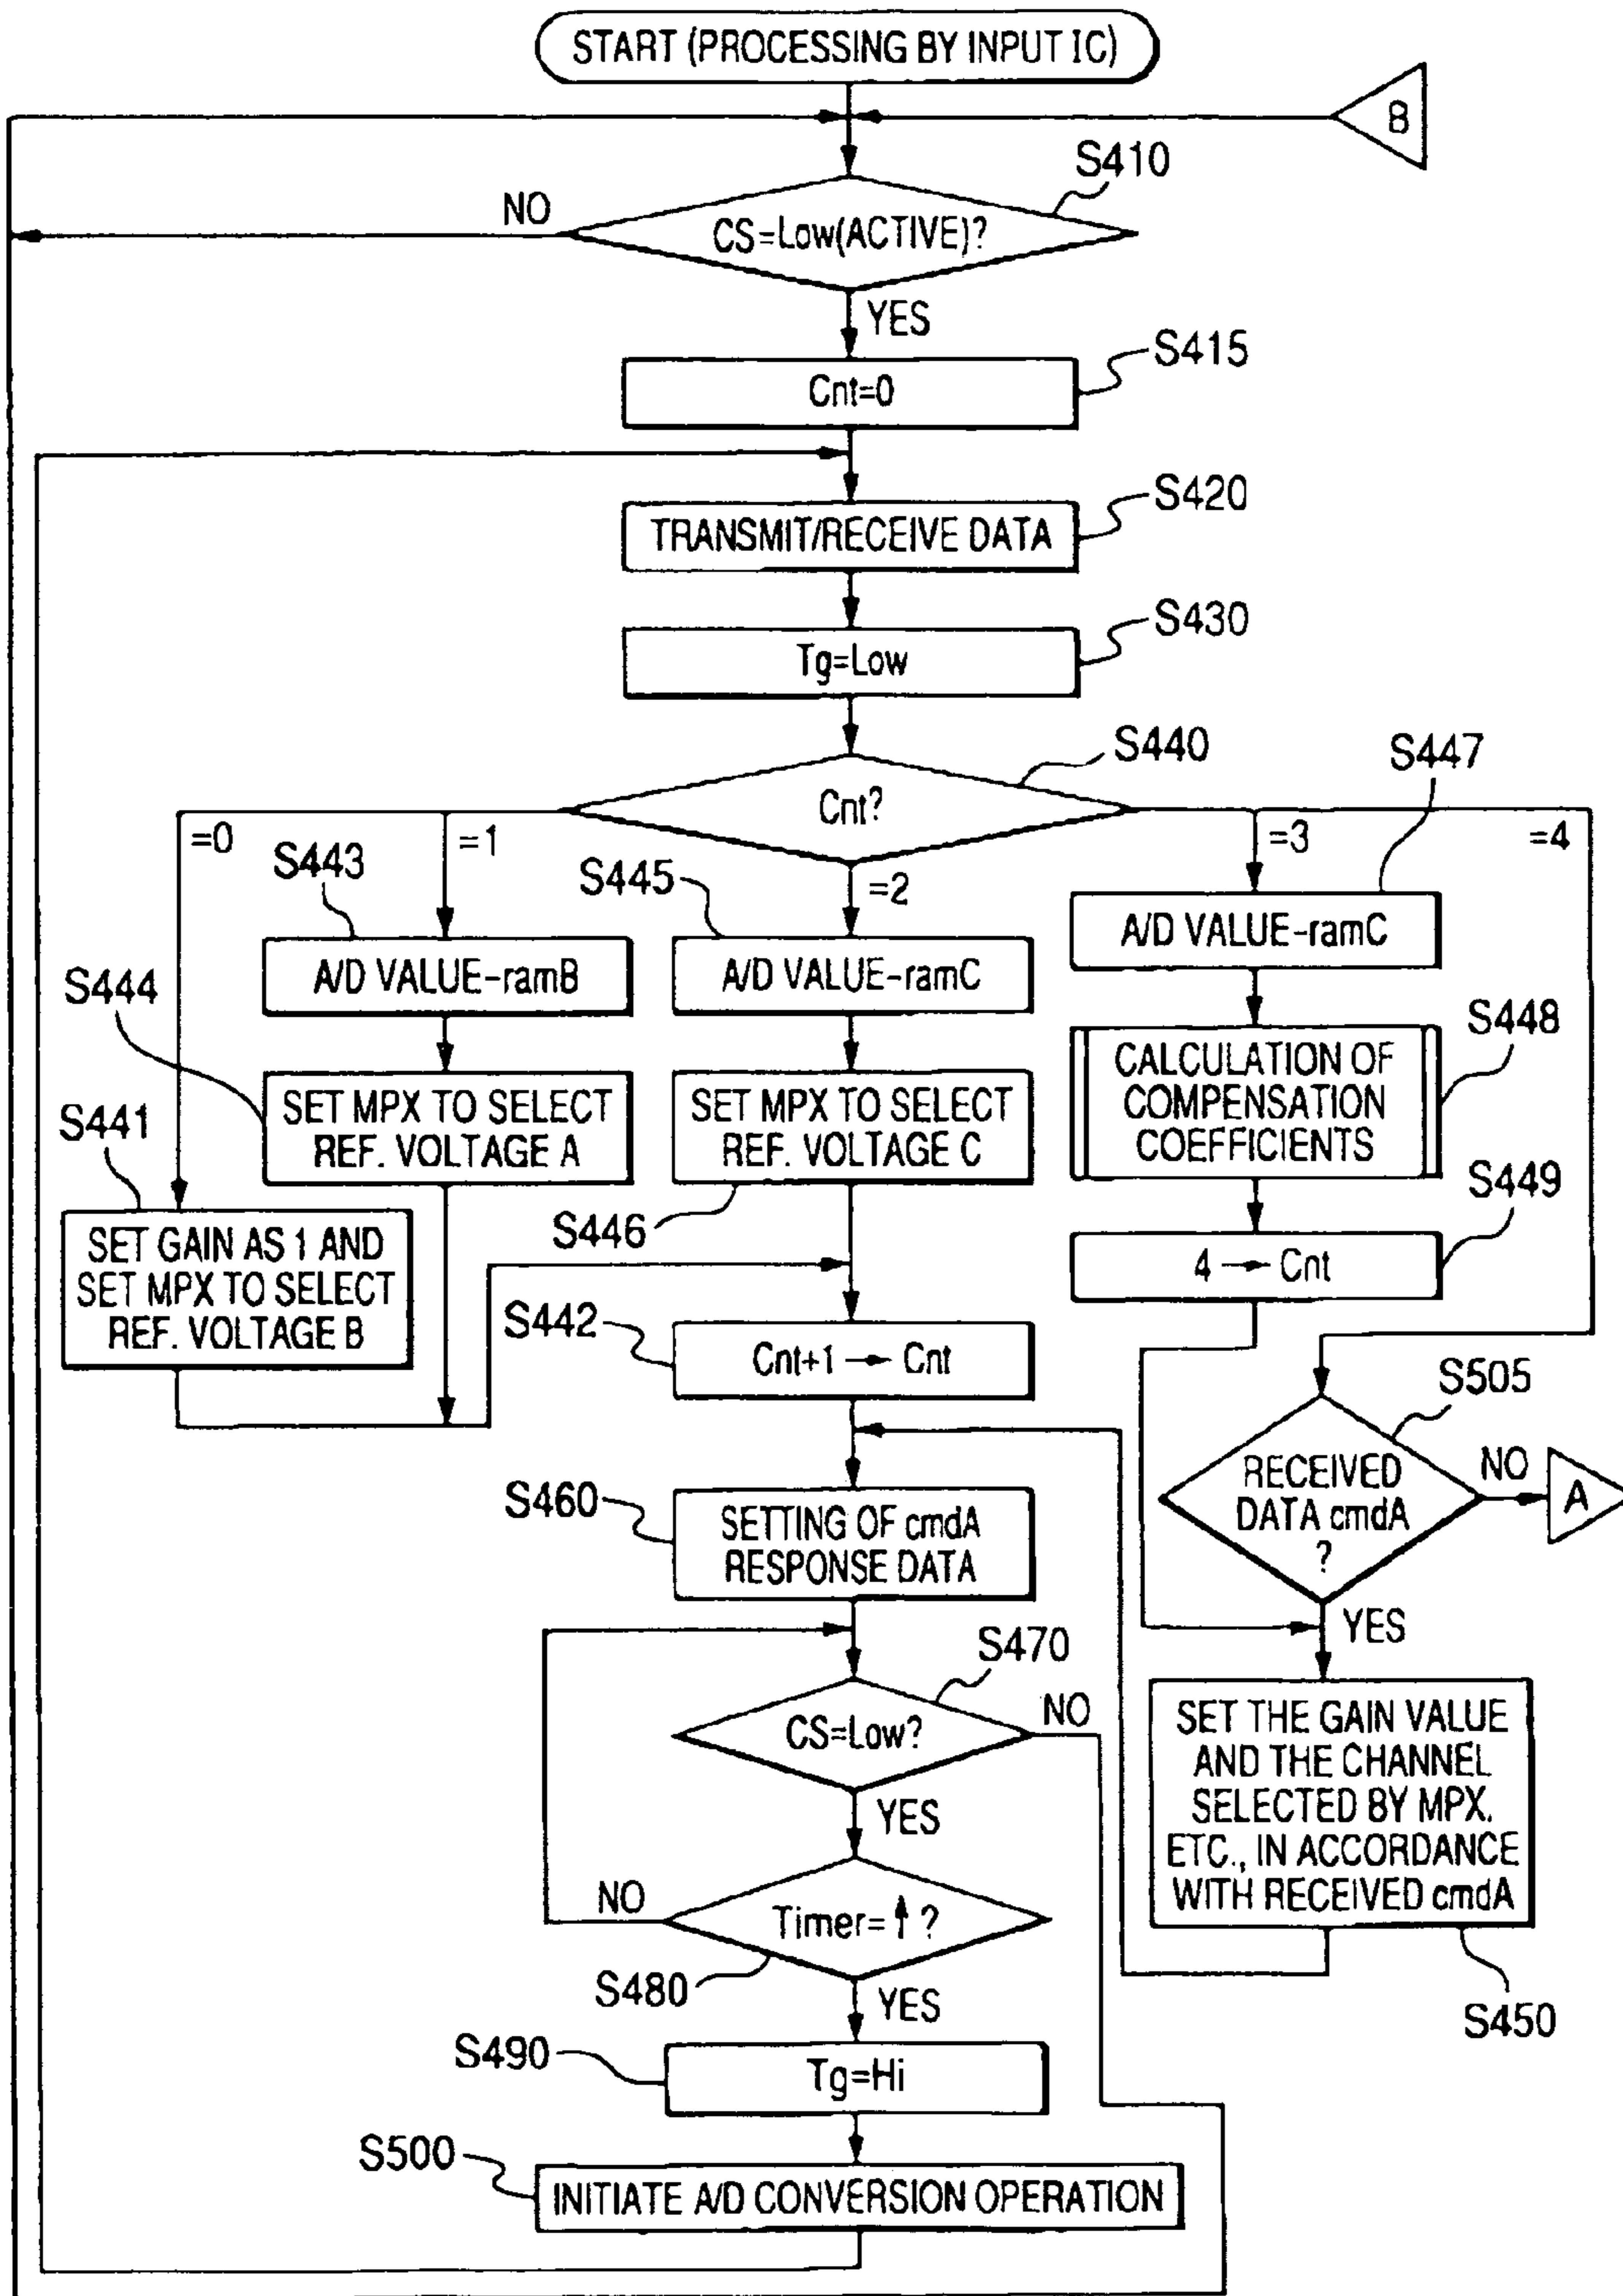 START (PROCESSING BY INPUT IC)
B
S410
NO
CS=Low(ACTIVE)?
YES
S415
Cnt=0
S420
TRANSMIT/RECEIVE DATA
S430
Tg=Low
S440
S447
Cnt?
=0
=1
=2
=3
=4
S443
S445
A/D VALUE-ramB
A/D VALUE-ramC
A/D VALUE-ramC
S444
S448
SET MPX TO SELECT
REF. VOLTAGE A
SET MPX TO SELECT
REF. VOLTAGE C
CALCULATION OF
COMPENSATION
COEFFICIENTS
S441
S446
S449
SET GAIN AS 1 AND
SET MPX TO SELECT
REF. VOLTAGE B
4 → Cnt
S442
Cnt+1 → Cnt
S505
RECEIVED
DATA cmdA
?
NO
A
YES
S460
SETTING OF cmdA
RESPONSE DATA
S470
CS=Low?
NO
YES
SET THE GAIN VALUE
AND THE CHANNEL
SELECTED BY MPX.
ETC., IN ACCORDANCE
WITH RECEIVED cmdA
S450
NO
Timer=↑ ?
S480
YES
S490
Tg=Hi
S500
INITIATE A/D CONVERSION OPERATION